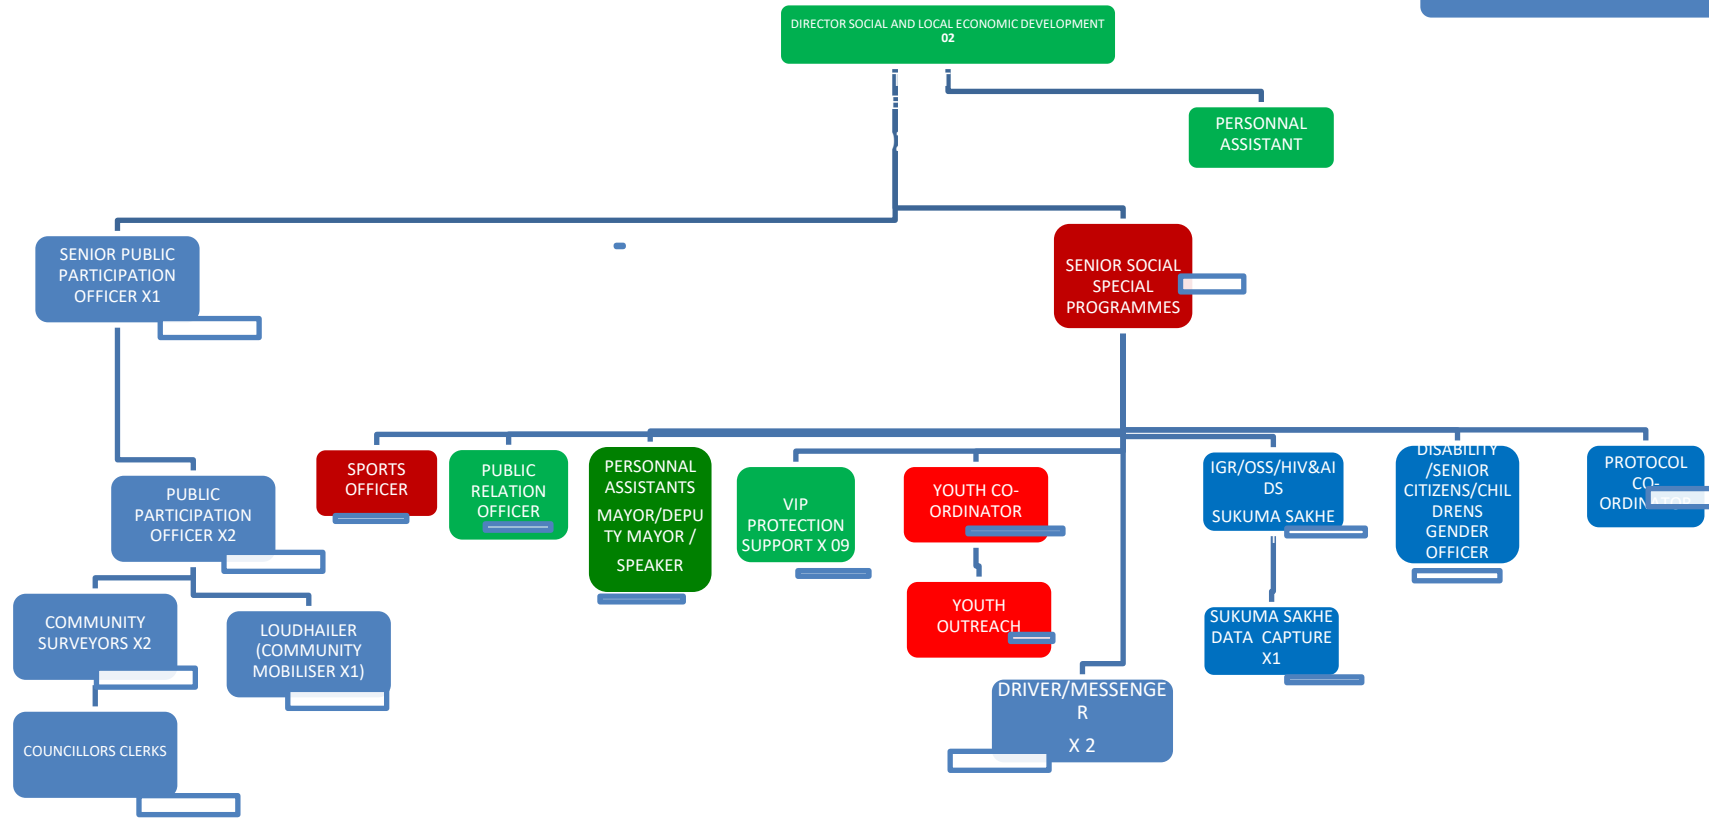 DIRECTOR SOCIAL AND LOCAL ECONOMIC DEVELOPMENT
02
PERSONNAL
ASSISTANT
SENIOR PUBLIC
PARTICIPATION
OFFICER X1
SENIOR SOCIAL
SPECIAL
PROGRAMMES
SPORTS
OFFICER
PUBLIC
RELATION
OFFICER
PERSONNAL
ASSISTANTS
MAYOR/DEPU
TY MAYOR /
SPEAKER
VIP
PROTECTION
SUPPORT X 09
YOUTH CO-
ORDINATOR
IGR/OSS/HIV&AI
DS
SUKUMA SAKHE
DISABILITY
/SENIOR
CITIZENS/CHIL
DRENS
GENDER
OFFICER
PROTOCOL
CO-
ORDINATOR
PUBLIC
PARTICIPATION
OFFICER X2
YOUTH
OUTREACH
SUKUMA SAKHE
DATA CAPTURE
X1
COMMUNITY
SURVEYORS X2
LOUDHAILER
(COMMUNITY
MOBILISER X1)
DRIVER/MESSENGE
R
X 2
COUNCILLORS CLERKS